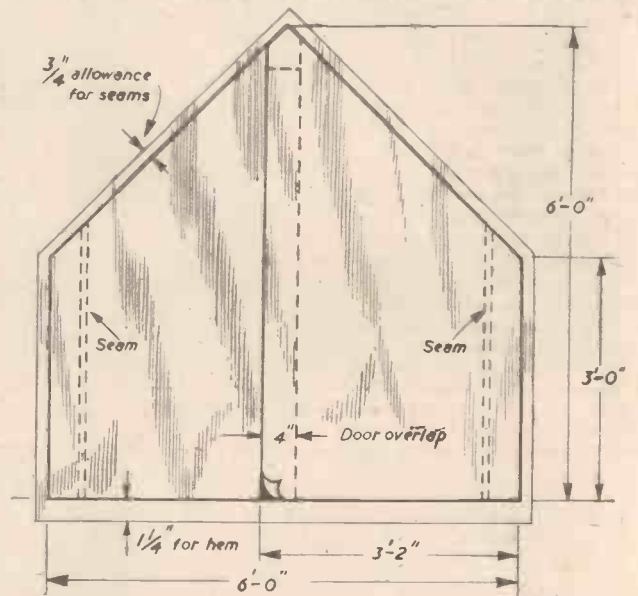 3/4" allowance
for seams
6'-0"
Seam
Seam
3'-0"
4"
Door overlap
1 1/4" for hem
3'-2"
6'-0"